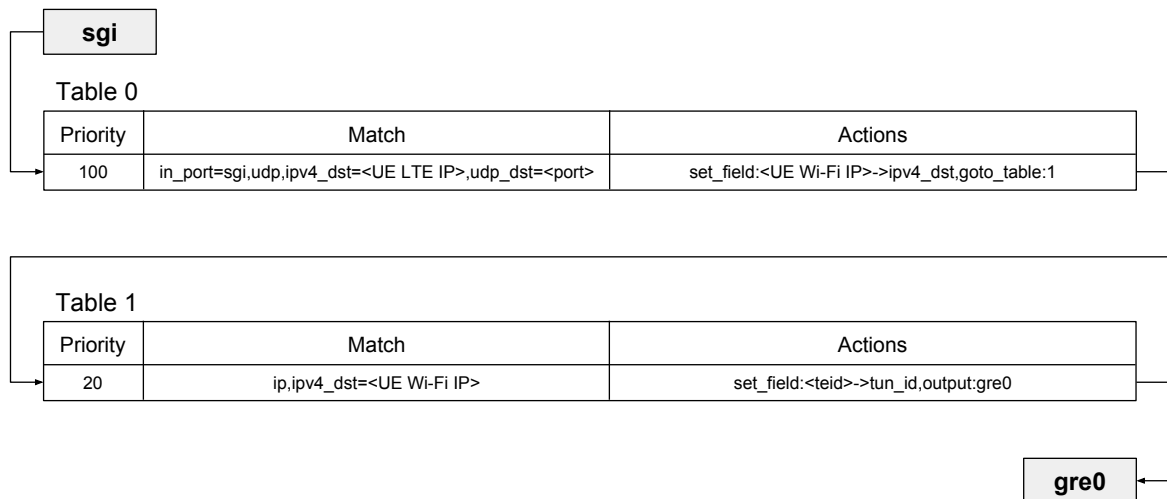 sgi
Table 0
Priority Match Actions
100 in_port=sgi,udp,ipv4_dst=<UE LTE IP>,udp_dst=<port> set_field:<UE Wi-Fi IP>->ipv4_dst,goto_table:1
Table 1
Priority Match Actions
20 ip,ipv4_dst=<UE Wi-Fi IP> set_field:<teid>->tun_id,output:gre0
gre0